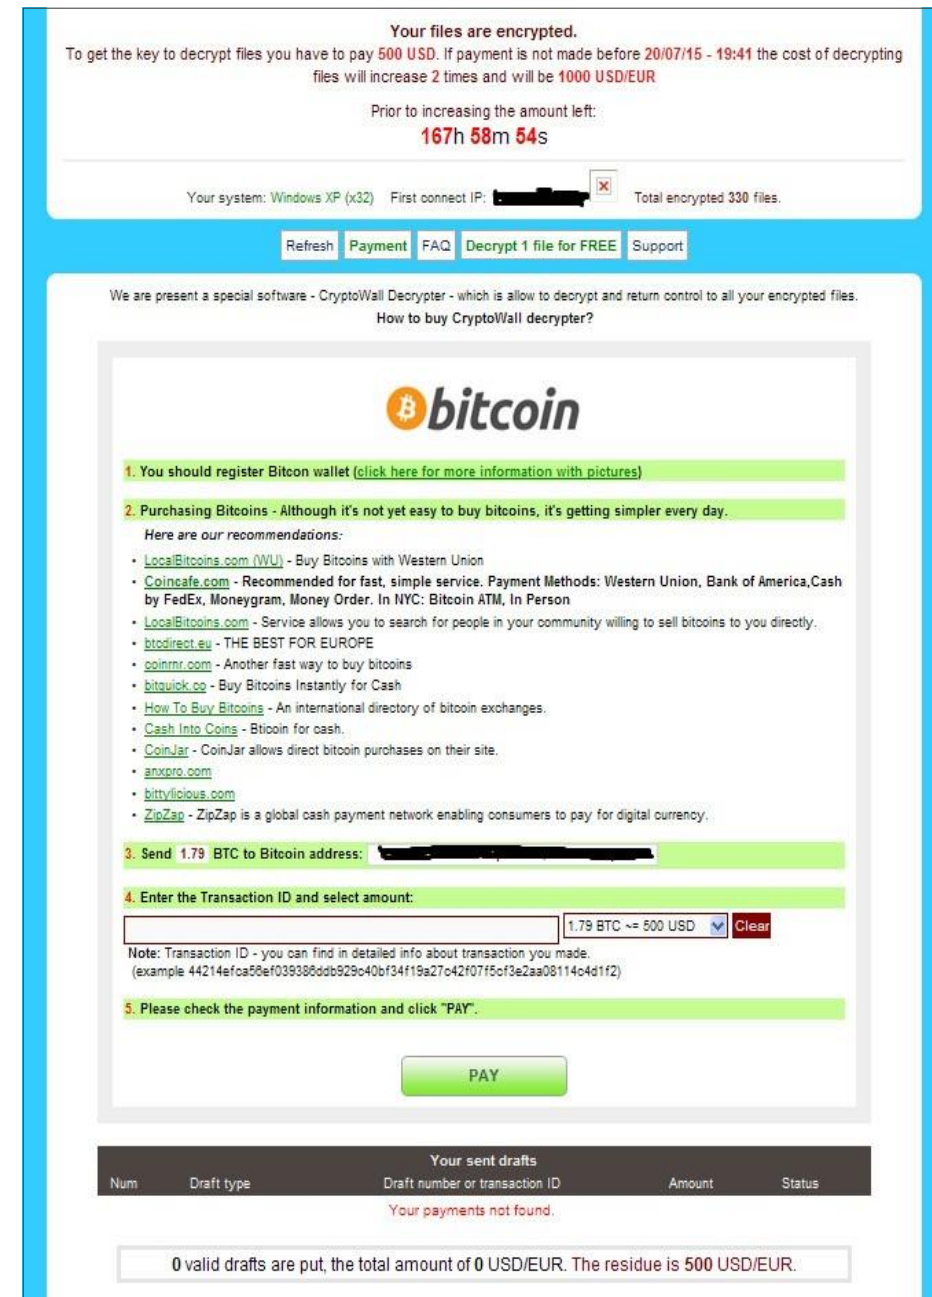 Your files are encrypted.
To get the key to decrypt files you have to pay 500 USD. If payment is not made before 20/07/15 - 19:41 the cost of decrypting
files will increase 2 times and will be 1000 USD/EUR
Prior to increasing the amount left:
167h 58m 54s
Your system: Windows XP (x32) First connect IP: Total encrypted 330 files.
Refresh Payment FAQ Decrypt 1 file for FREE Support
We are present a special software - CryptoWall Decrypter - which is allow to decrypt and return control to all your encrypted files.
How to buy CryptoWall decrypter?
bitcoin
1. You should register Bitcon wallet (click here for more information with pictures)
2. Purchasing Bitcoins - Although it's not yet easy to buy bitcoins, it's getting simpler every day.
Here are our recommendations:
• LocalBitcoins.com (WU) - Buy Bitcoins with Western Union
• Coincafe.com - Recommended for fast, simple service. Payment Methods: Western Union, Bank of America,Cash
by FedEx, Moneygram, Money Order. In NYC: Bitcoin ATM, In Person
• LocalBitcoins.com - Service allows you to search for people in your community willing to sell bitcoins to you directly.
• btcdirect.eu - THE BEST FOR EUROPE
• coinrnr.com - Another fast way to buy bitcoins
• bitquick.co - Buy Bitcoins Instantly for Cash
• How To Buy Bitcoins - An international directory of bitcoin exchanges.
• Cash Into Coins - Bticoin for cash.
• CoinJar - CoinJar allows direct bitcoin purchases on their site.
• anxpro.com
• bittylicious.com
• ZipZap - ZipZap is a global cash payment network enabling consumers to pay for digital currency.
3. Send 1.79 BTC to Bitcoin address:
4. Enter the Transaction ID and select amount:
1.79 BTC ~= 500 USD Clear
Note: Transaction ID - you can find in detailed info about transaction you made.
(example 44214efca56ef039386ddb929c40bf34f19a27c42f07f5cf3e2aa08114c4d1f2)
5. Please check the payment information and click "PAY".
PAY
Your sent drafts
Num Draft type Draft number or transaction ID Amount Status
Your payments not found.
0 valid drafts are put, the total amount of 0 USD/EUR. The residue is 500 USD/EUR.